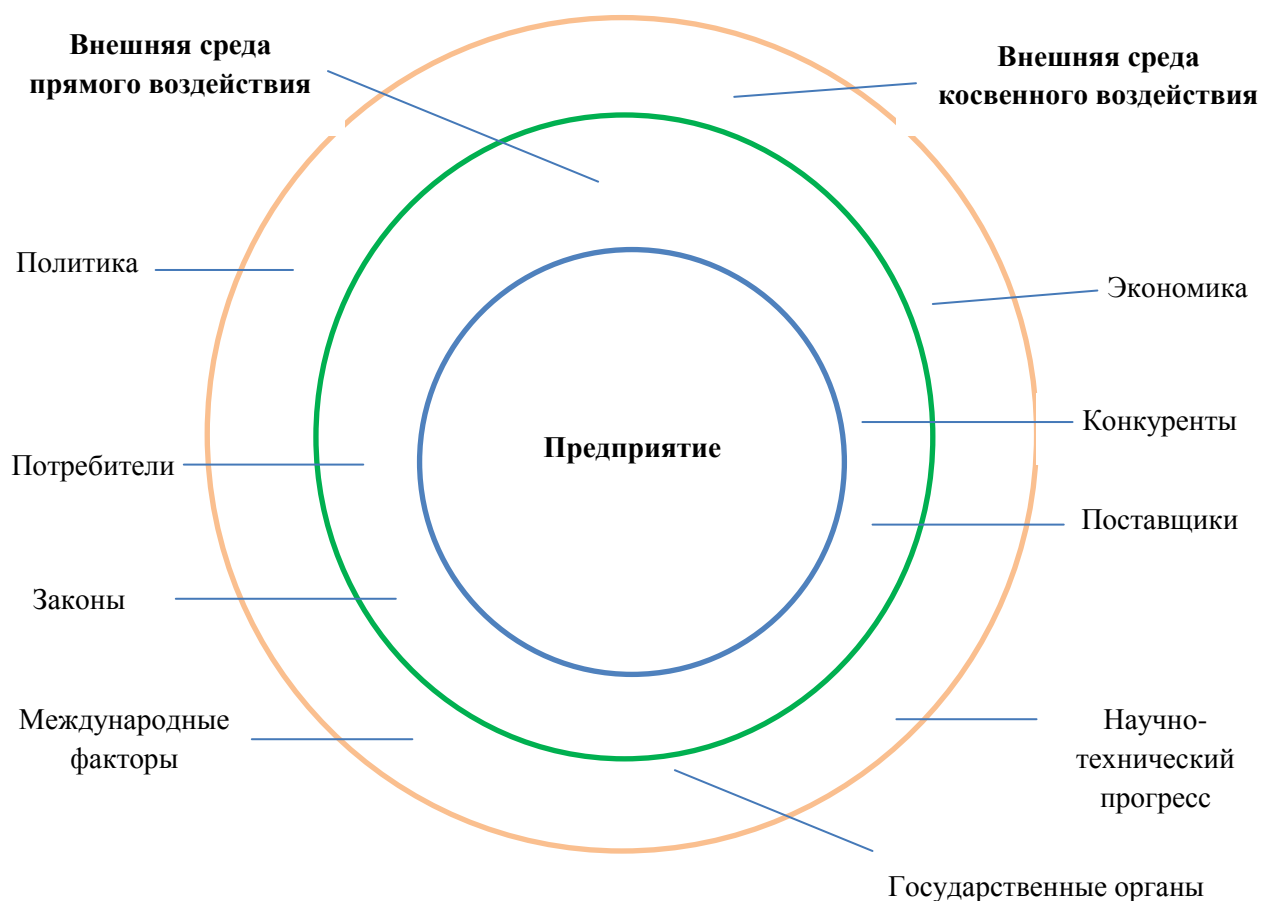 Внешняя среда
прямого воздействия
Внешняя среда
косвенного воздействия
Политика
Экономика
Конкуренты
Предприятие
Потребители
Поставщики
Законы
Международные
факторы
Научно-
технический
прогресс
Государственные органы